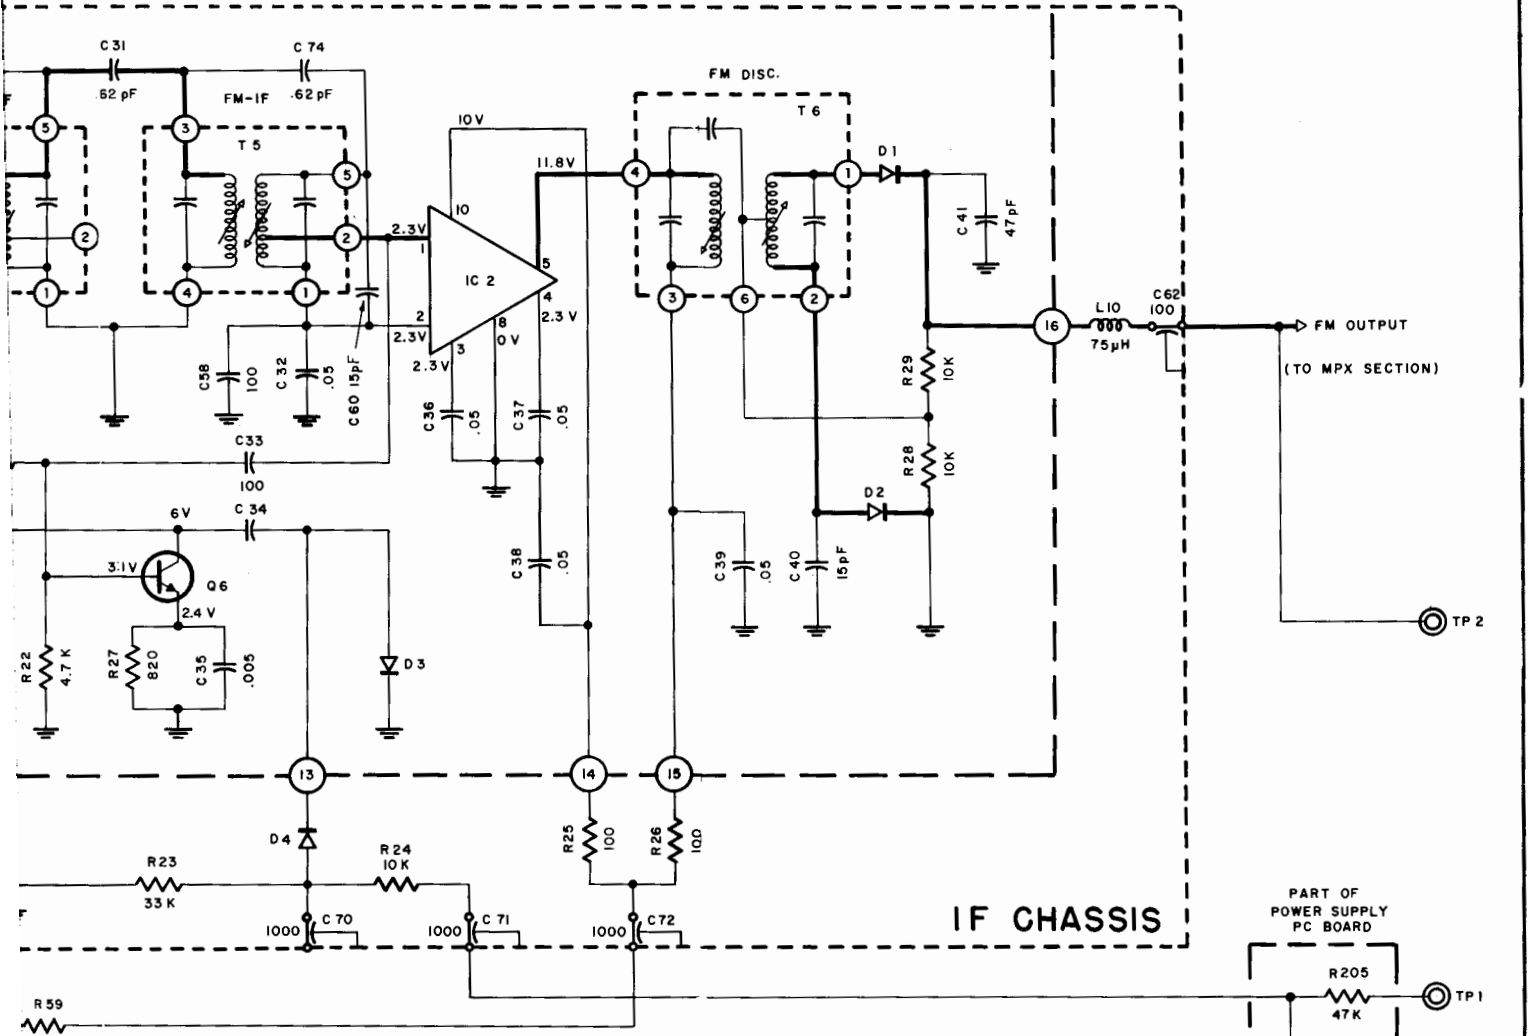 C31
.62 pF
C 74
.62 pF
FM-IF
T 5
F
5
3
5
2
2
1
4
1
10V
11.8V
10
IC 2
2.3V
1
2
2.3V
5
4
2.3V
8
0 V
3
2.3V
FM DISC.
T 6
4
1
3
6
2
D1
C 41
47pF
16
L10
75µH
C62
100
FM OUTPUT
(TO MPX SECTION)
R29
10K
R28
10K
D2
C58
100
C 32
.05
C60 15pF
C36
.05
C37
.05
C33
100
C 34
6V
3.1V
Q6
2.4 V
R22
4.7 K
R27
820
C35
.005
D3
C38
.05
C39
.05
C40
15pF
TP 2
13
14
15
D4
R25
100
R26
100
R23
33 K
R24
10 K
C 70
1000
C 71
1000
C72
1000
F
IF CHASSIS
PART OF
POWER SUPPLY
PC BOARD
R205
47K
TP1
R59